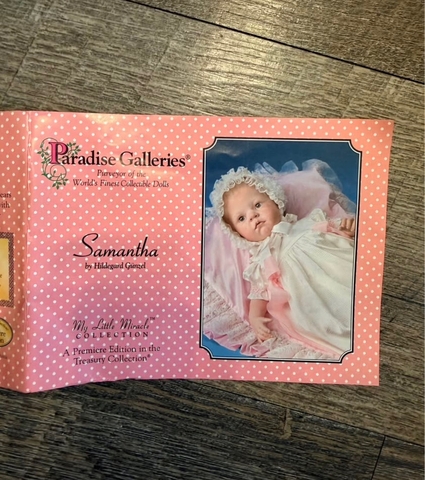 Paradise Galleries®
Purveyor of the
World's Finest Collectible Dolls
Samantha
by Hildegard Günzel
My Little Miracle™
COLLECTION
A Premiere Edition in the
Treasury Collection®